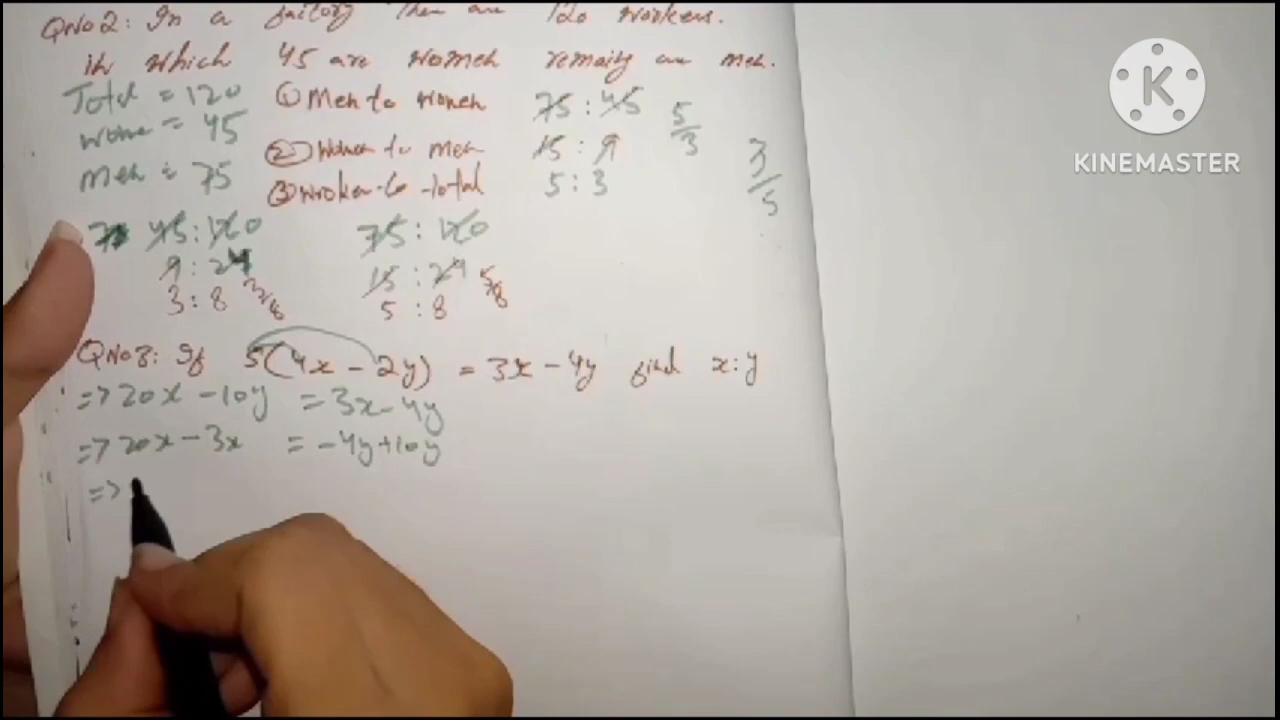 QNo2: In a factory There are 120 workers.
in which 45 are women remaing are men.
Total = 120
women = 45
men = 75
① Men to women
② Women to men
③ Wroker to total
75 : 45
15 : 9
5 : 3
5/3
3/5
45 : 120
9 : 24
3 : 8
3/8
75 : 120
15 : 24
5 : 8
5/8
QNo3: If 5(4x - 2y) = 3x - 4y find x:y
=> 20x - 10y = 3x - 4y
=> 20x - 3x = -4y + 10y
=>
K
KINEMASTER